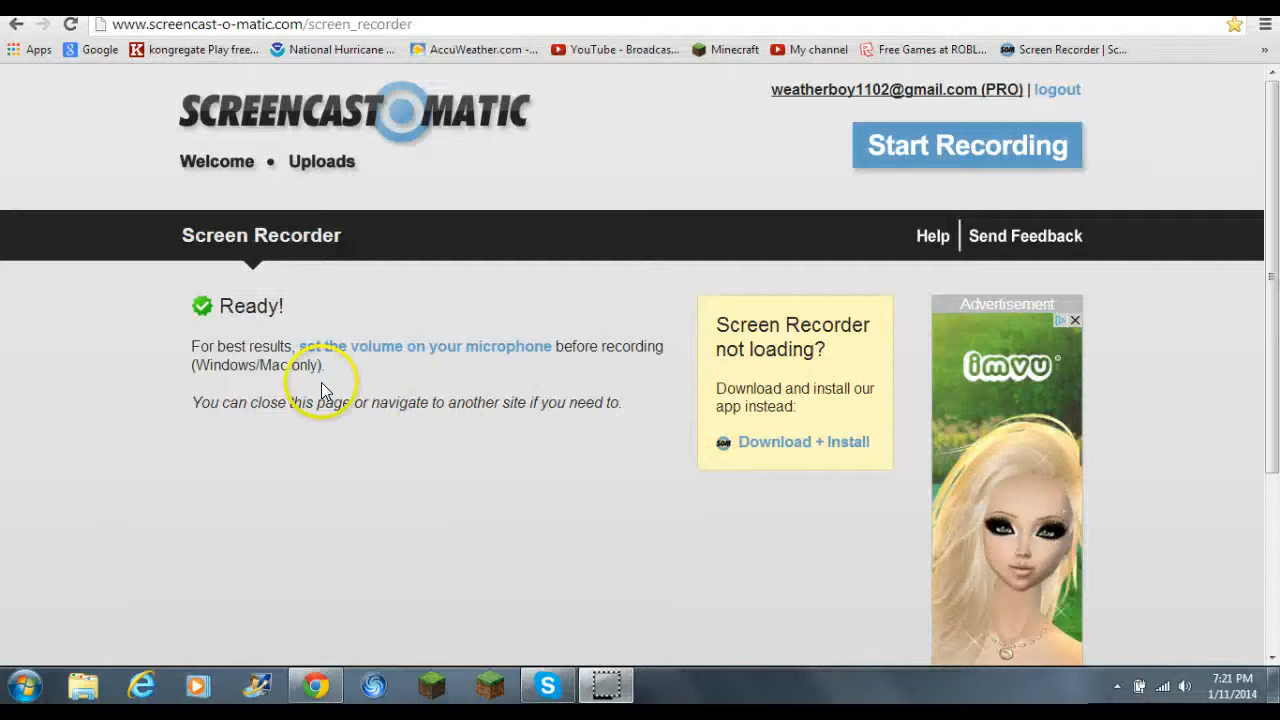 www.screencast-o-matic.com/screen_recorder
Apps Google kongregate Play free... National Hurricane ... AccuWeather.com -... YouTube - Broadcas... Minecraft My channel Free Games at ROBL... Screen Recorder | Sc... »
SCREENCAST O MATIC
weatherboy1102@gmail.com (PRO) | logout
Start Recording
Welcome • Uploads
Screen Recorder
Help | Send Feedback
Ready!
For best results, set the volume on your microphone before recording
(Windows/Mac only).
You can close this page or navigate to another site if you need to.
Screen Recorder
not loading?
Download and install our
app instead:
SOM Download + Install
Advertisement
imvu
7:21 PM
1/11/2014